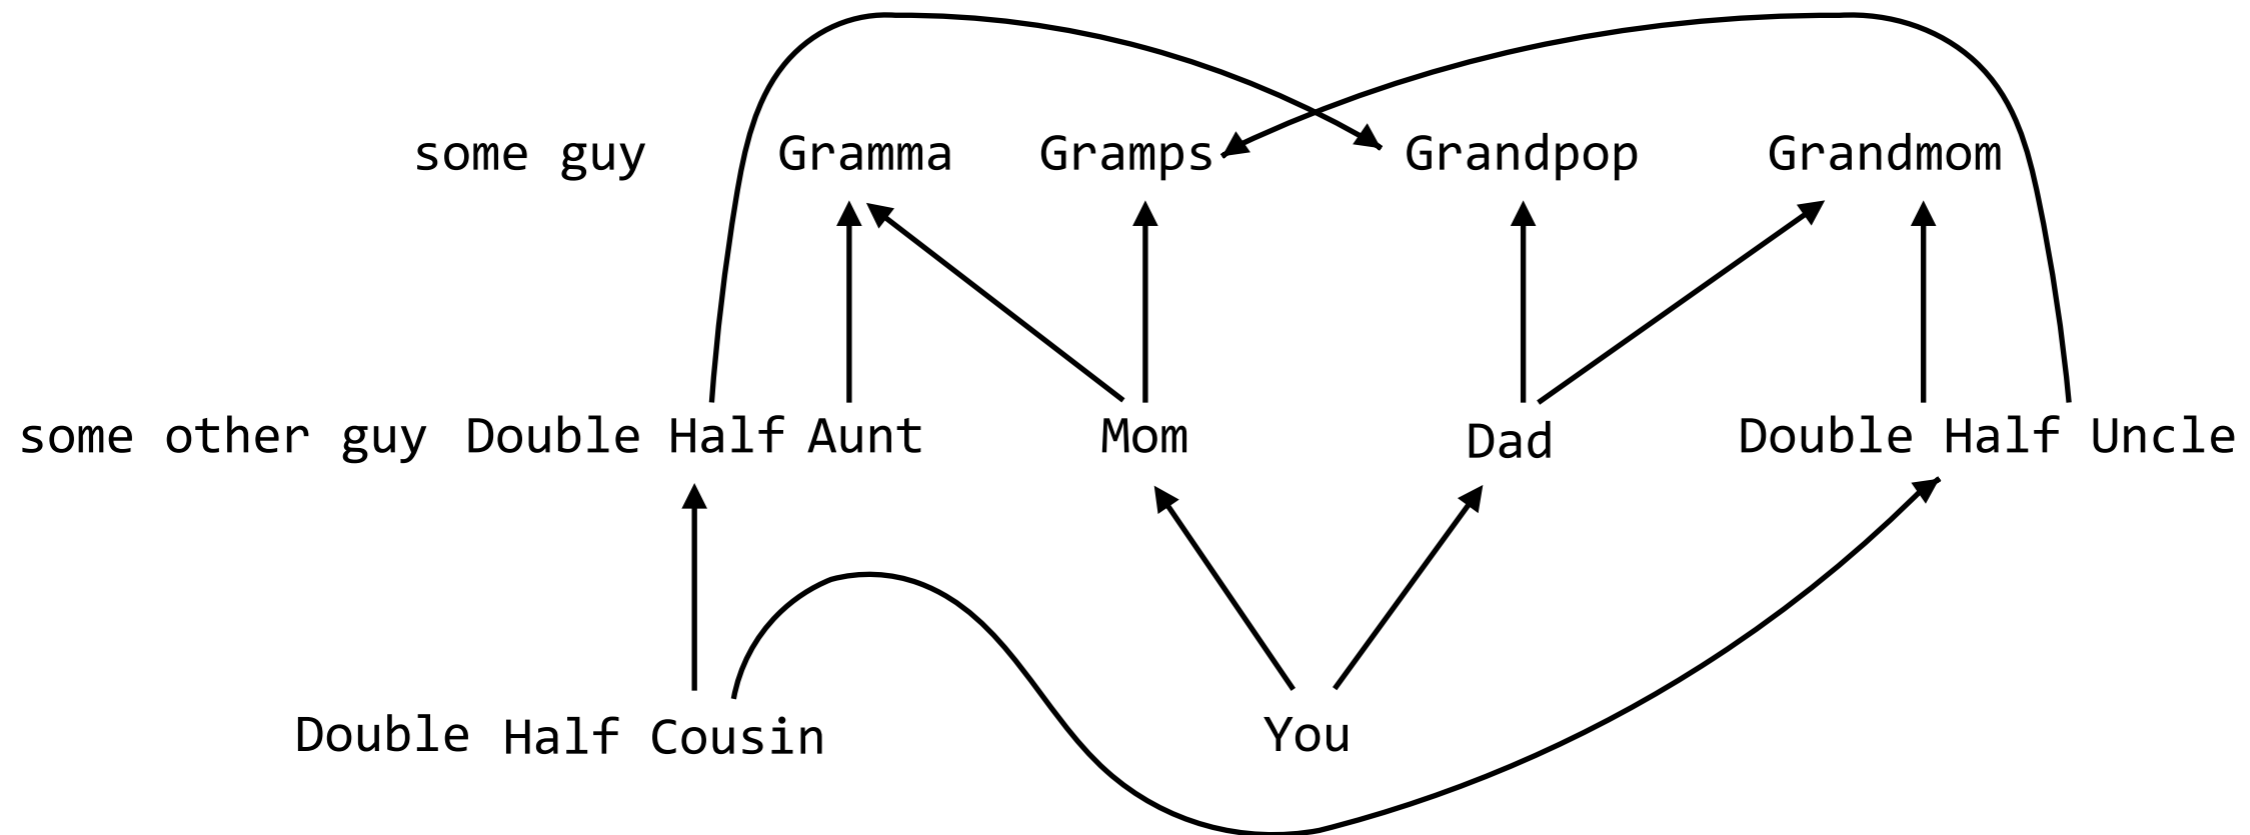 some guy Gramma Gramps Grandpop Grandmom
some other guy Double Half Aunt Mom Dad Double Half Uncle
Double Half Cousin You